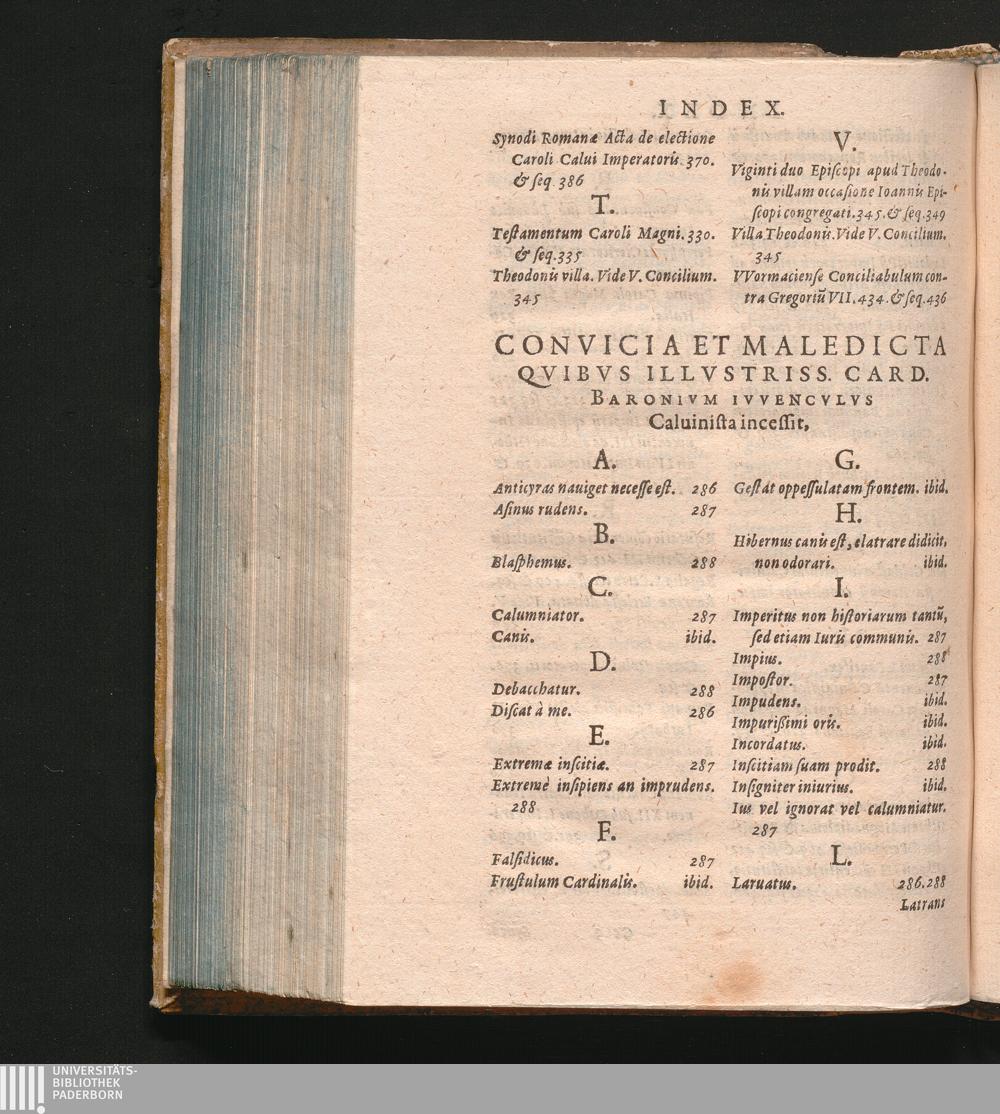 INDEX.
Synodi Romanæ Acta de electione
Caroli Calui Imperatoris. 370.
& ſeq. 386
T.
Teſtamentum Caroli Magni. 330.
& ſeq. 335
Theodonis villa. Vide V. Concilium.
345
V.
Viginti duo Epiſcopi apud Theodo-
nis villam occaſione Ioannis Epi-
ſcopi congregati. 345. & ſeq. 349
Villa Theodonis. Vide V. Concilium.
345
VVormacienſe Conciliabulum con-
tra Gregoriũ VII. 434. & ſeq. 436
CONVICIA ET MALEDICTA
QVIBVS ILLVSTRISS. CARD.
BARONIVM IVVENCVLVS
Caluiniſta inceſſit,
A.
Anticyras nauiget neceſſe eſt. 286
Aſinus rudens. 287
B.
Blaſphemus. 288
C.
Calumniator. 287
Canis. ibid.
D.
Debacchatur. 288
Diſcat à me. 286
E.
Extremæ inſcitiæ. 287
Extremè inſipiens an imprudens.
288
F.
Falſidicus. 287
Fruſtulum Cardinalis. ibid.
G.
Geſtat oppeſſulatam frontem. ibid.
H.
Hibernus canis eſt, elatrare didicit,
non odorari. ibid.
I.
Imperitus non hiſtoriarum tantũ,
ſed etiam Iuris communis. 287
Impius. 288
Impoſtor. 287
Impudens. ibid.
Impurißimi oris. ibid.
Incordatus. ibid.
Inſcitiam ſuam prodit. 288
Inſigniter iniurius. ibid.
Ius vel ignorat vel calumniatur.
287
L.
Laruatus. 286. 288
Latrans
UNIVERSITÄTS-
BIBLIOTHEK
PADERBORN